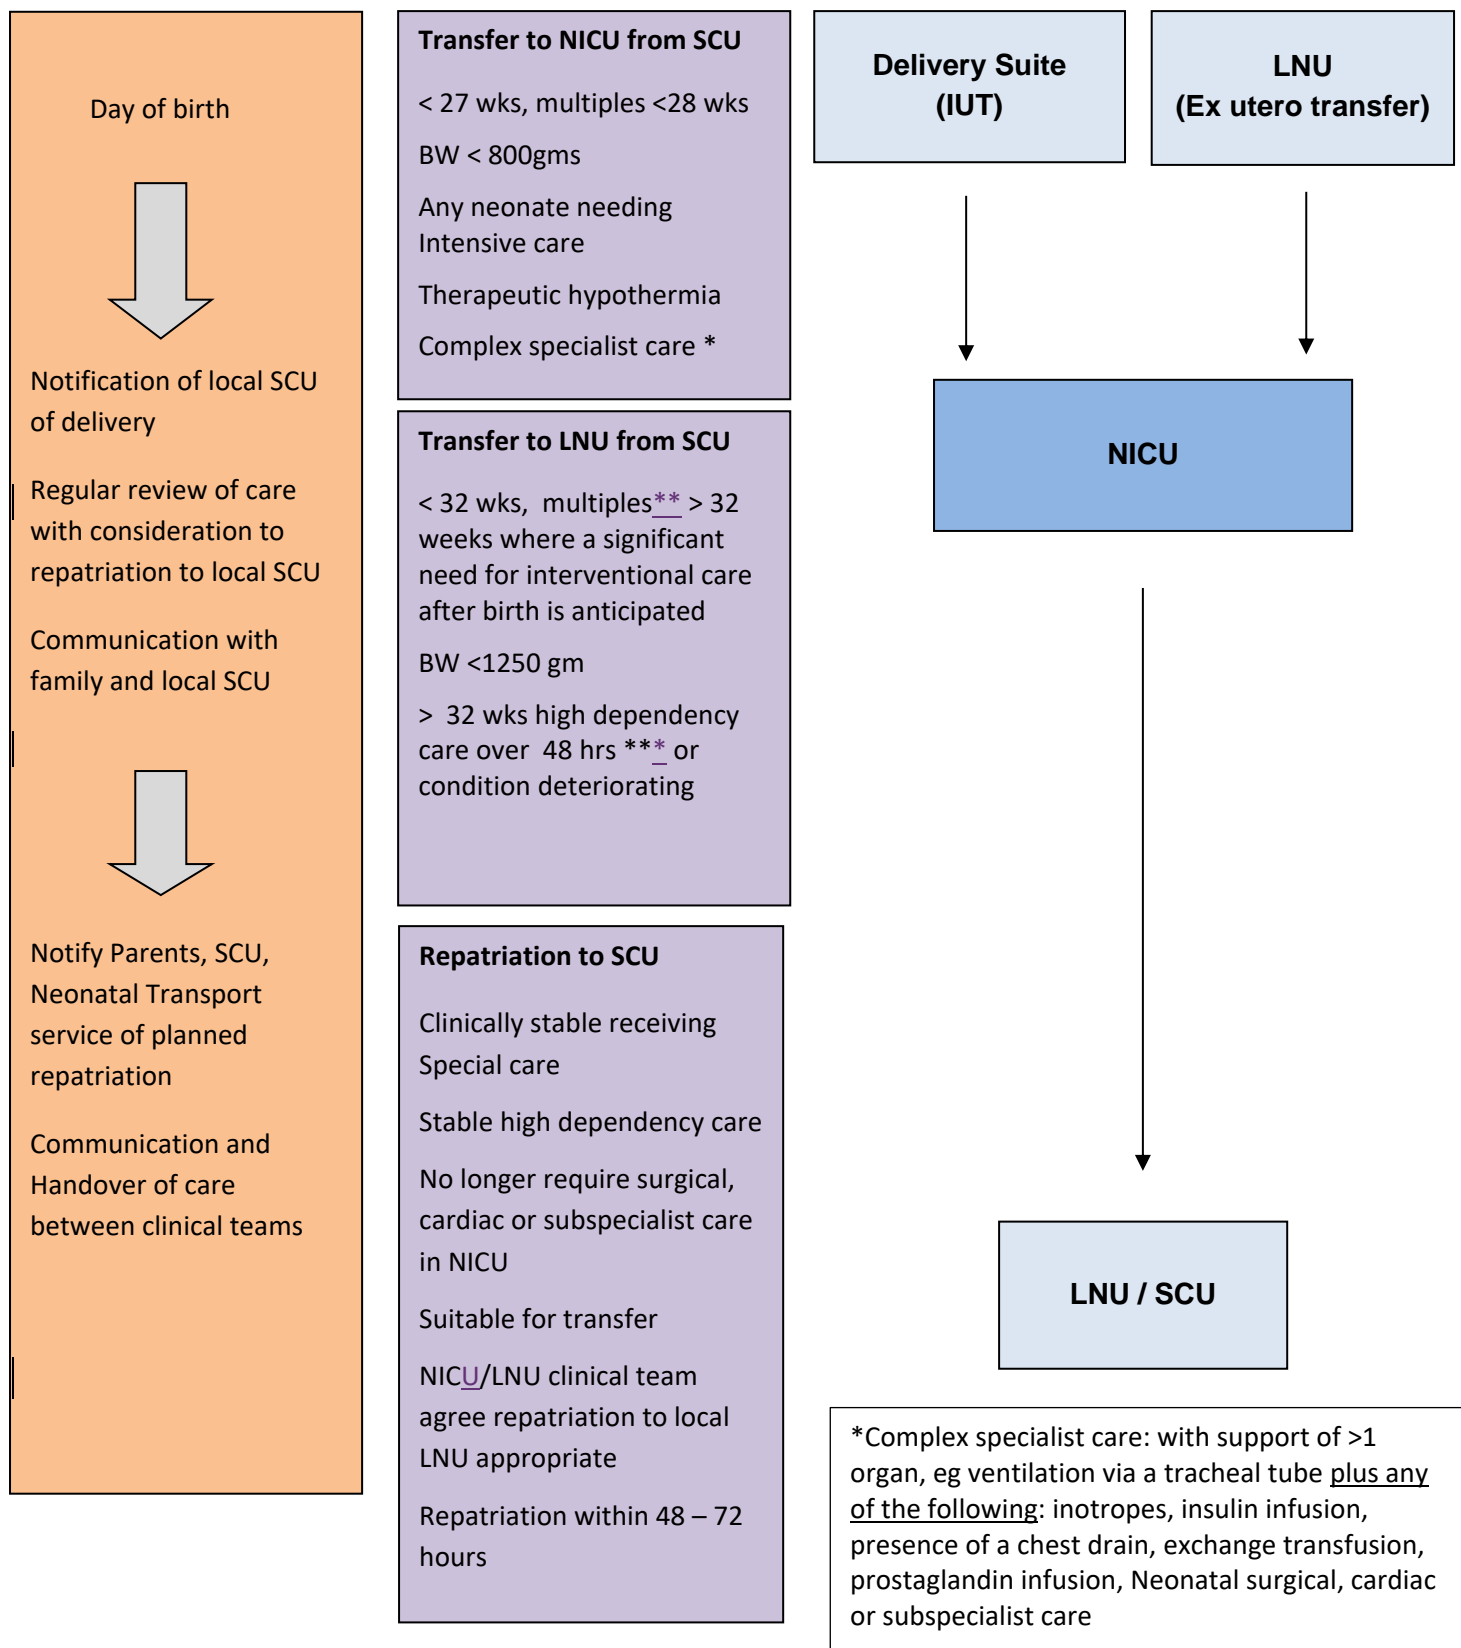 Day of birth
Notification of local SCU
of delivery
Regular review of care
with consideration to
repatriation to local SCU
Communication with
family and local SCU
Notify Parents, SCU,
Neonatal Transport
service of planned
repatriation
Communication and
Handover of care
between clinical teams
Transfer to NICU from SCU
< 27 wks, multiples <28 wks
BW < 800gms
Any neonate needing
Intensive care
Therapeutic hypothermia
Complex specialist care *
Transfer to LNU from SCU
< 32 wks,  multiples** > 32
weeks where a significant
need for interventional care
after birth is anticipated
BW <1250 gm
>  32 wks high dependency
care over  48 hrs *** or
condition deteriorating
Repatriation to SCU
Clinically stable receiving
Special care
Stable high dependency care
No longer require surgical,
cardiac or subspecialist care
in NICU
Suitable for transfer
NICU/LNU clinical team
agree repatriation to local
LNU appropriate
Repatriation within 48 – 72
hours
Delivery Suite
(IUT)
LNU
(Ex utero transfer)
NICU
LNU / SCU
*Complex specialist care: with support of >1
organ, eg ventilation via a tracheal tube plus any
of the following: inotropes, insulin infusion,
presence of a chest drain, exchange transfusion,
prostaglandin infusion, Neonatal surgical, cardiac
or subspecialist care